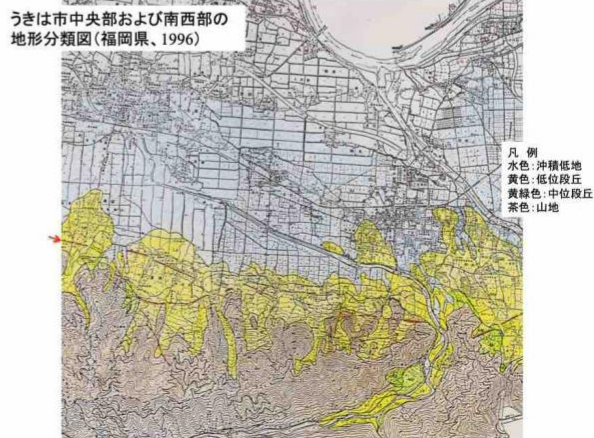 うきは市中央部および南西部の
地形分類図(福岡県、1996)
凡 例
水色:沖積低地
黄色:低位段丘
黄緑色:中位段丘
茶色:山地